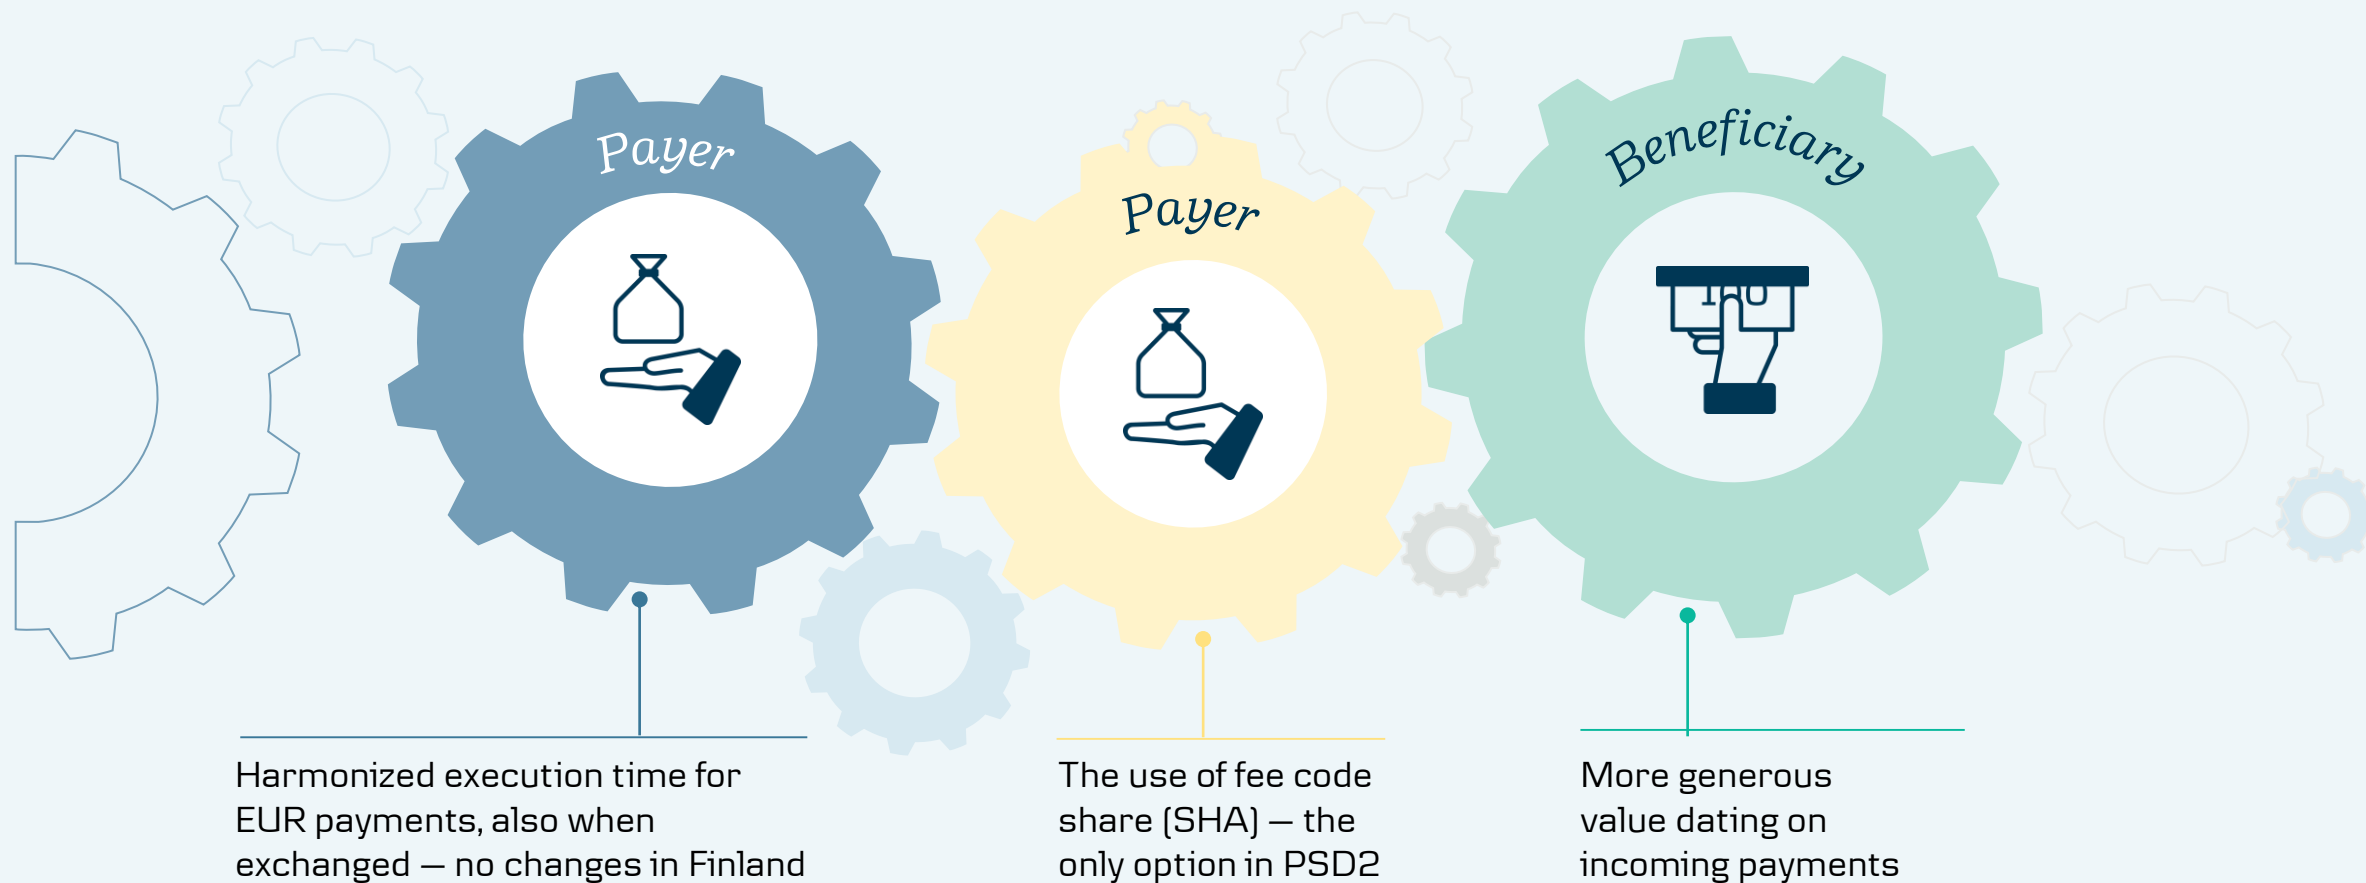 Payer
Payer
Beneficiary
Harmonized execution time for
EUR payments, also when
exchanged – no changes in Finland
The use of fee code
share (SHA) – the
only option in PSD2
More generous
value dating on
incoming payments